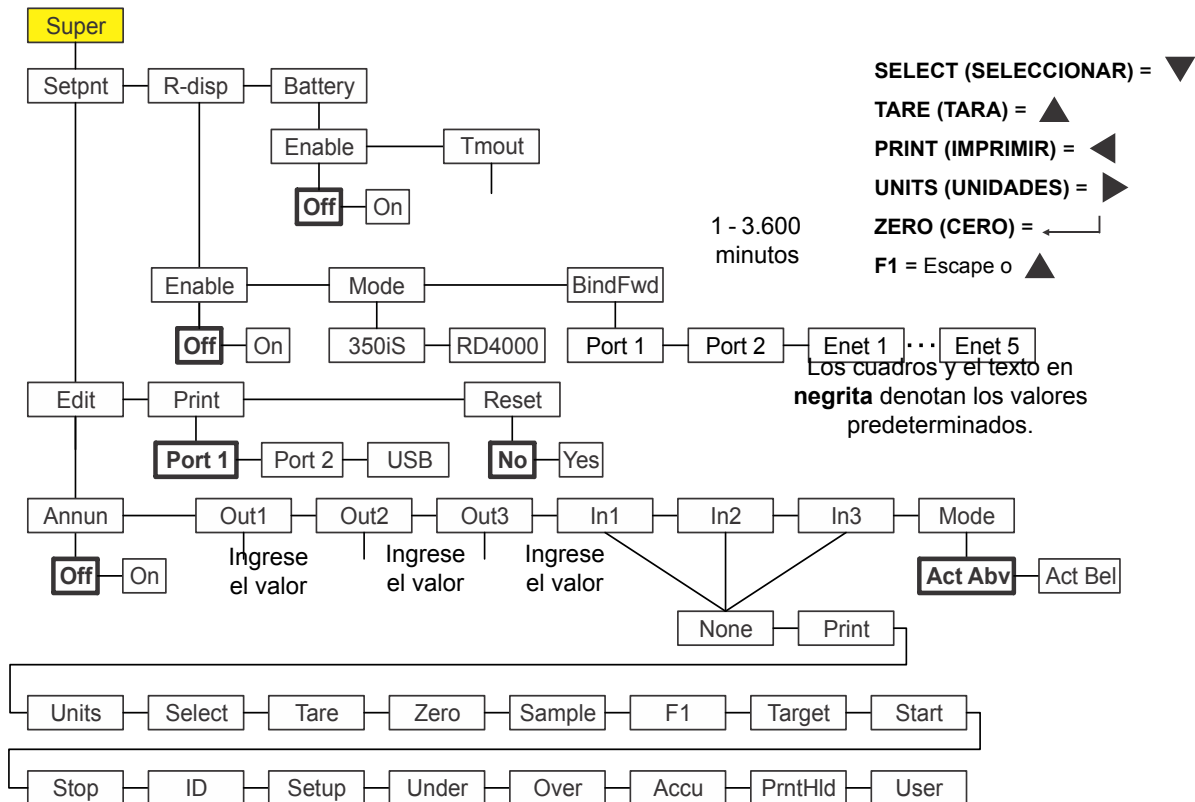 Super
Setpnt R-disp Battery
SELECT (SELECCIONAR) =
TARE (TARA) =
Enable Tmout
PRINT (IMPRIMIR) =
UNITS (UNIDADES) =
Off On
1 - 3.600
minutos
ZERO (CERO) =
F1 = Escape o
Enable Mode BindFwd
Off On 350iS RD4000 Port 1 Port 2 Enet 1 ... Enet 5
Los cuadros y el texto en
negrita denotan los valores
predeterminados.
Edit Print Reset
Port 1 Port 2 USB No Yes
Annun Out1 Out2 Out3 In1 In2 In3 Mode
Ingrese
el valor
Ingrese
el valor
Ingrese
el valor
Off On Act Abv Act Bel
None Print
Units Select Tare Zero Sample F1 Target Start
Stop ID Setup Under Over Accu PrntHld User